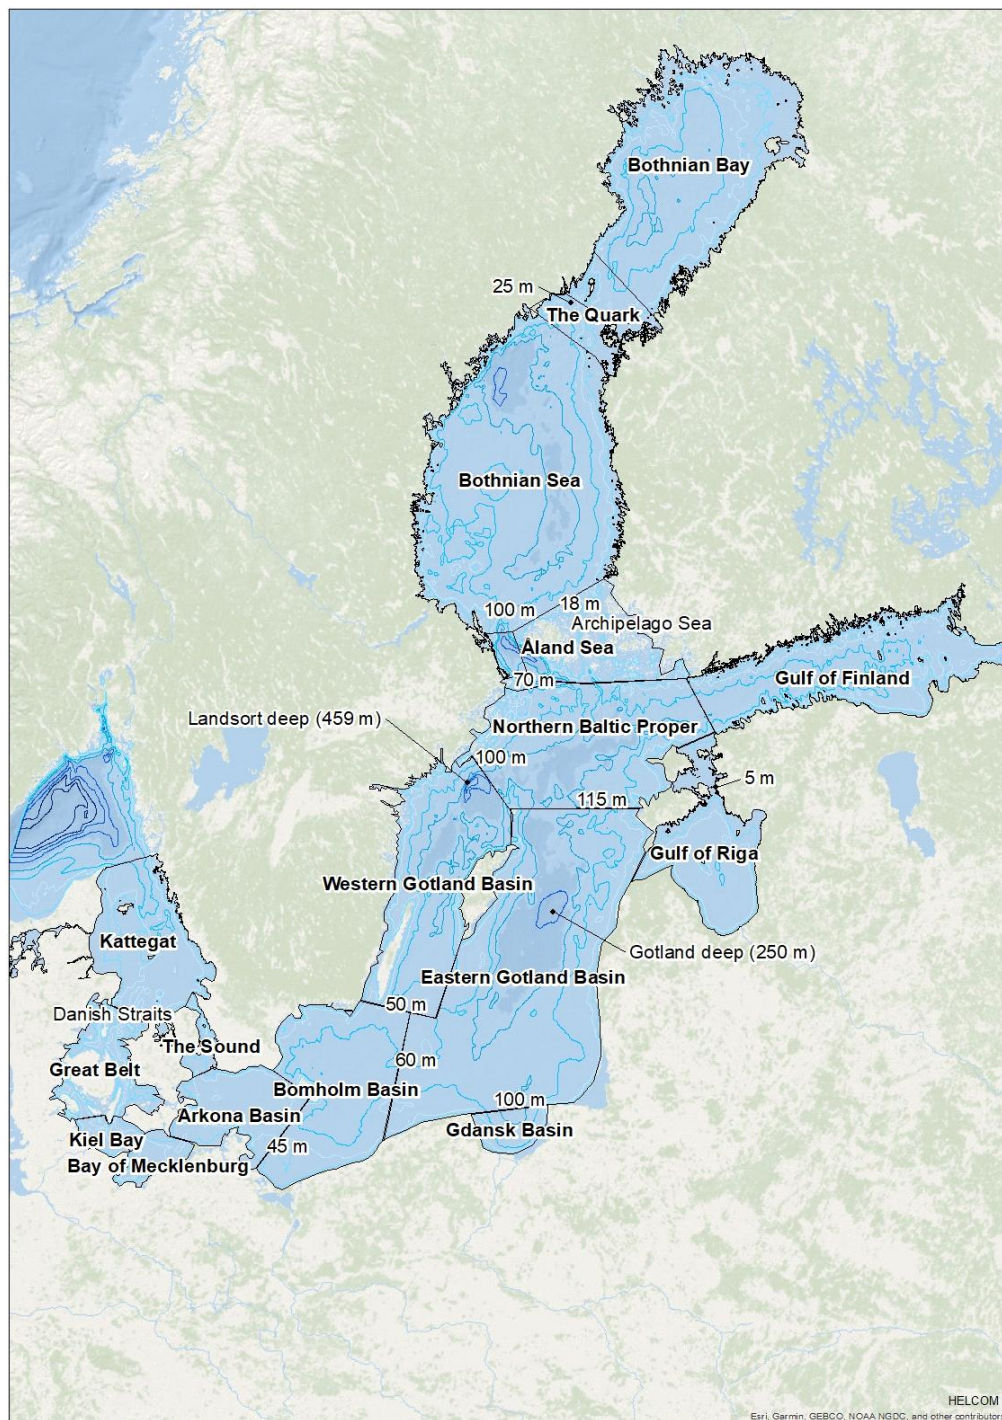 Bothnian Bay
25 m
The Quark
Bothnian Sea
100 m
18 m
Archipelago Sea
Åland Sea
70 m
Gulf of Finland
Landsort deep (459 m)
Northern Baltic Proper
100 m
5 m
115 m
Gulf of Riga
Western Gotland Basin
Kattegat
Gotland deep (250 m)
Eastern Gotland Basin
50 m
Danish Straits
The Sound
60 m
Great Belt
Bornholm Basin
100 m
Arkona Basin
Gdansk Basin
Kiel Bay
45 m
Bay of Mecklenburg
HELCOM
Esri, Garmin, GEBCO, NOAA NGDC, and other contributor